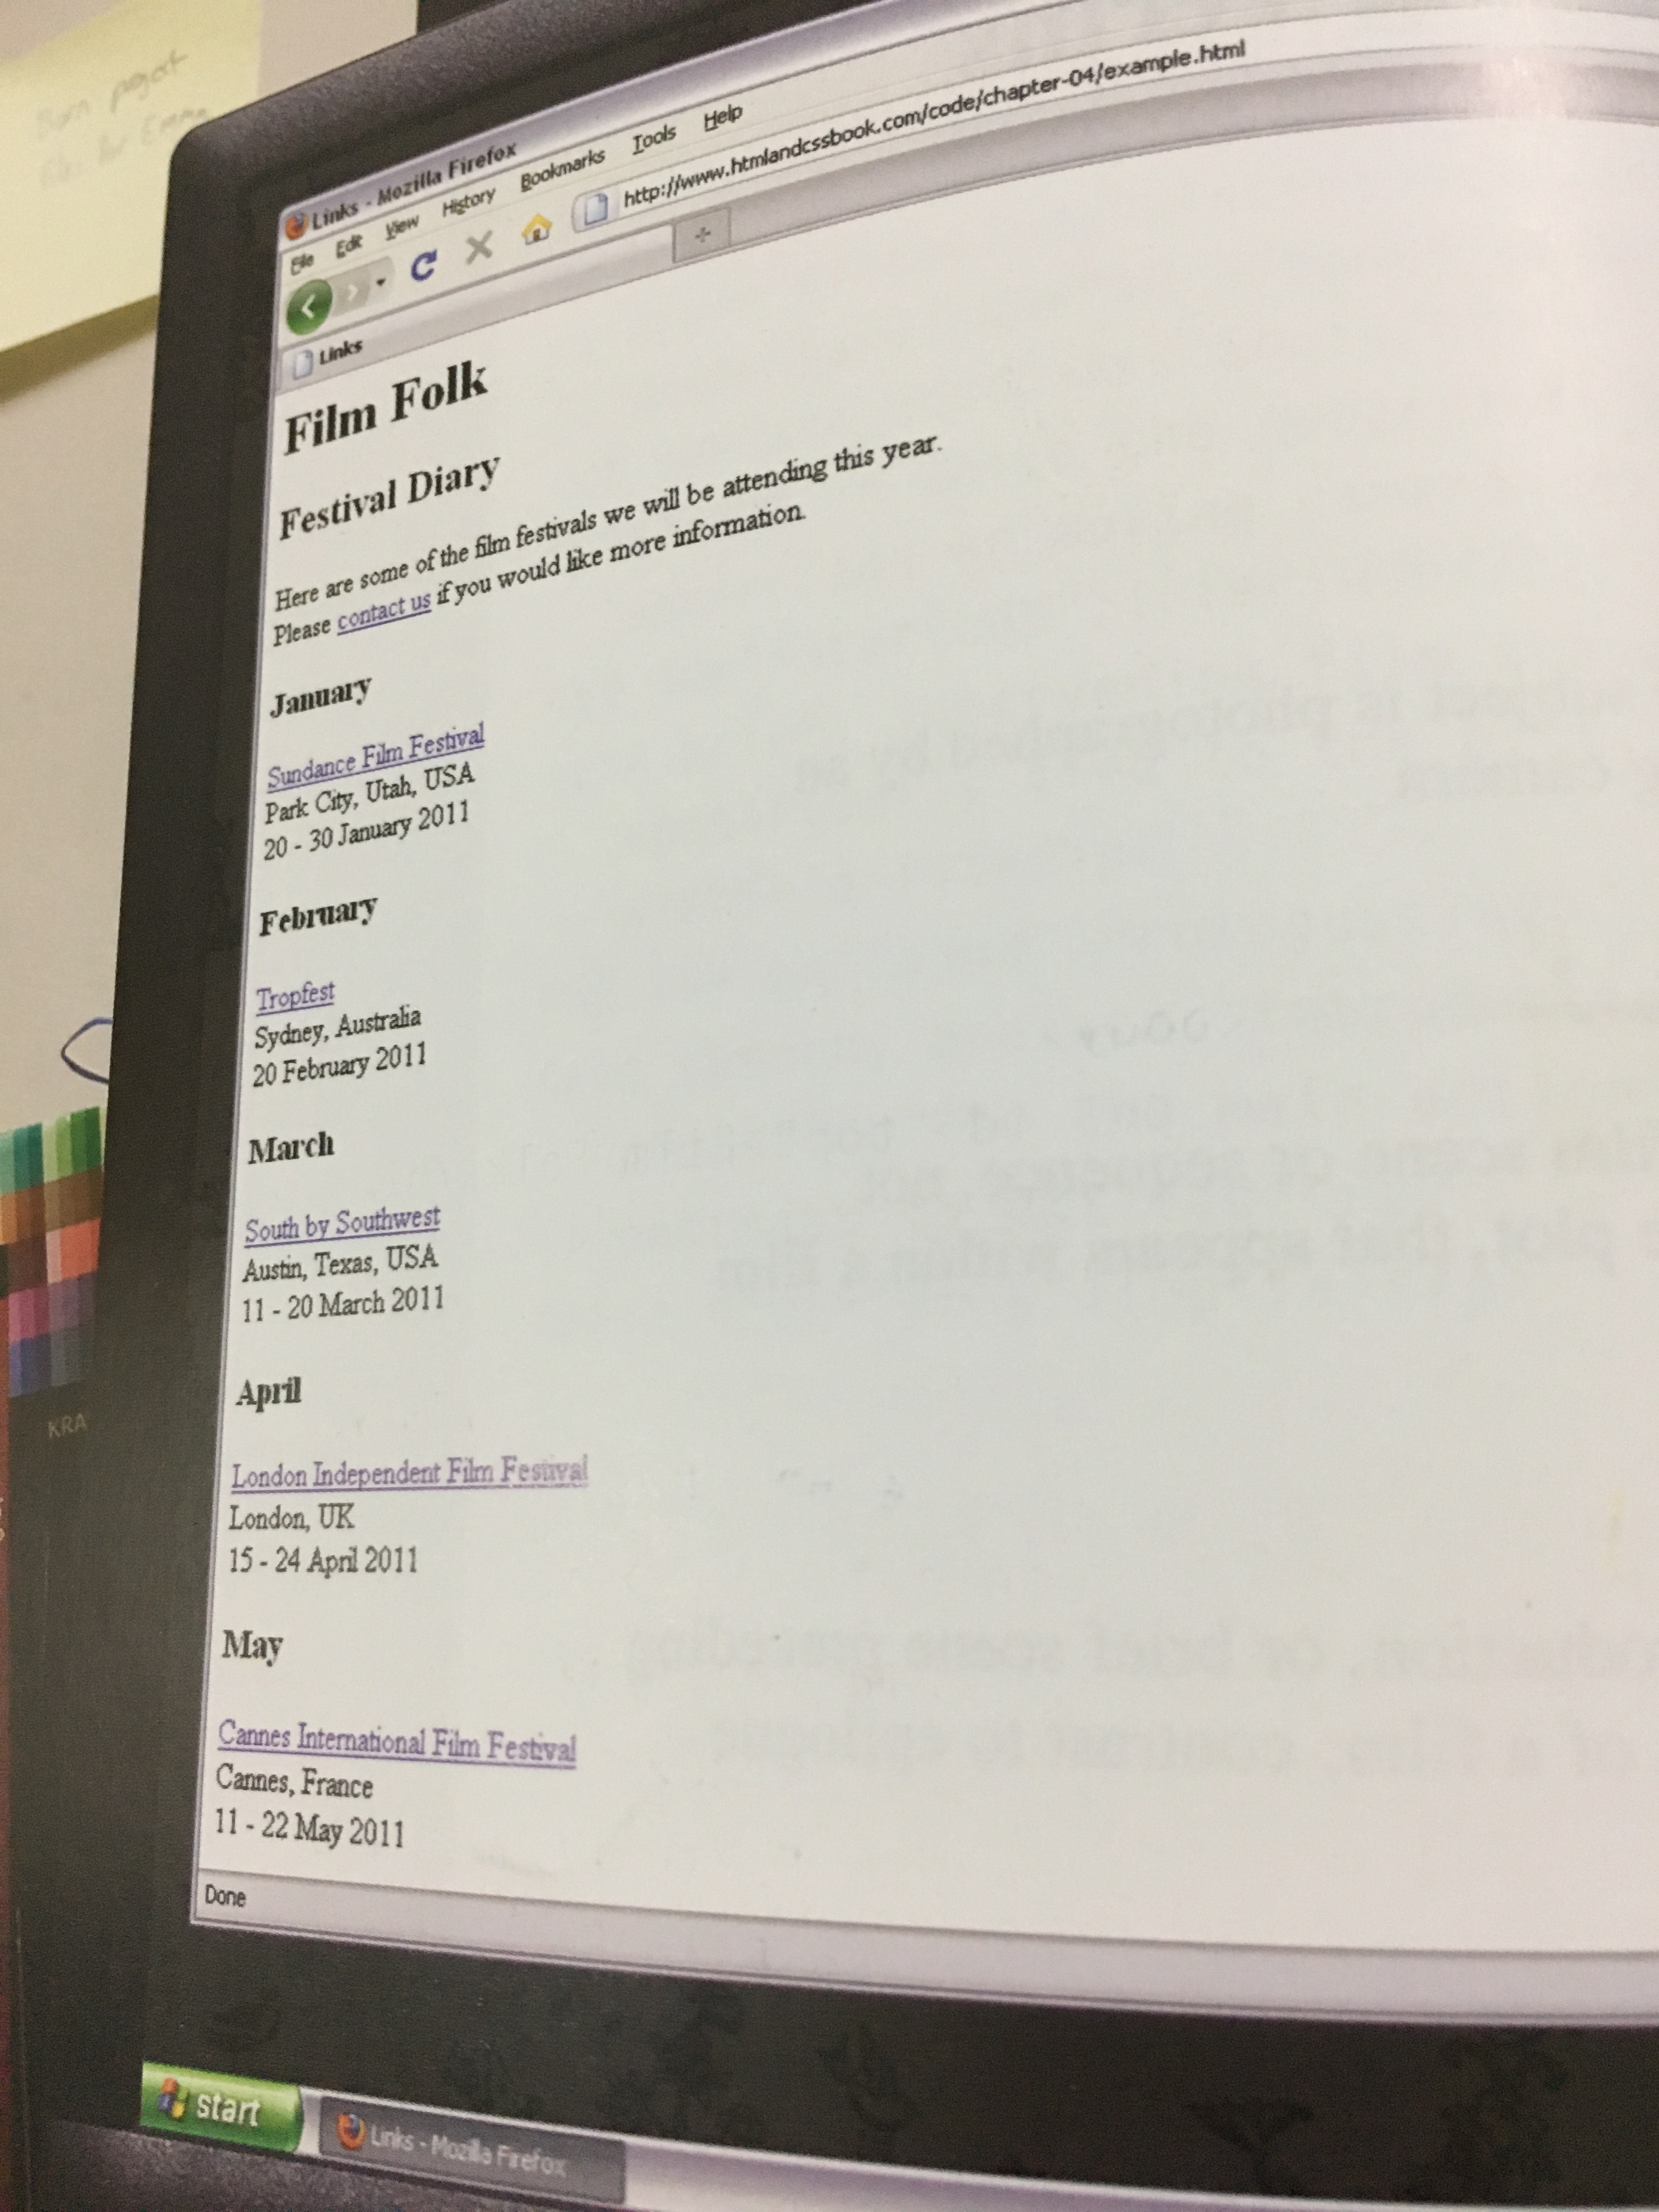 Links - Mozilla Firefox
File Edit View History Bookmarks Tools Help
http://www.htmlandcssbook.com/code/chapter-04/example.html
Links
Film Folk
Festival Diary
Here are some of the film festivals we will be attending this year.
Please contact us if you would like more information.
January
Sundance Film Festival
Park City, Utah, USA
20 - 30 January 2011
February
Tropfest
Sydney, Australia
20 February 2011
March
South by Southwest
Austin, Texas, USA
11 - 20 March 2011
April
London Independent Film Festival
London, UK
15 - 24 April 2011
May
Cannes International Film Festival
Cannes, France
11 - 22 May 2011
Done
start
Links - Mozilla Firefox
KRA